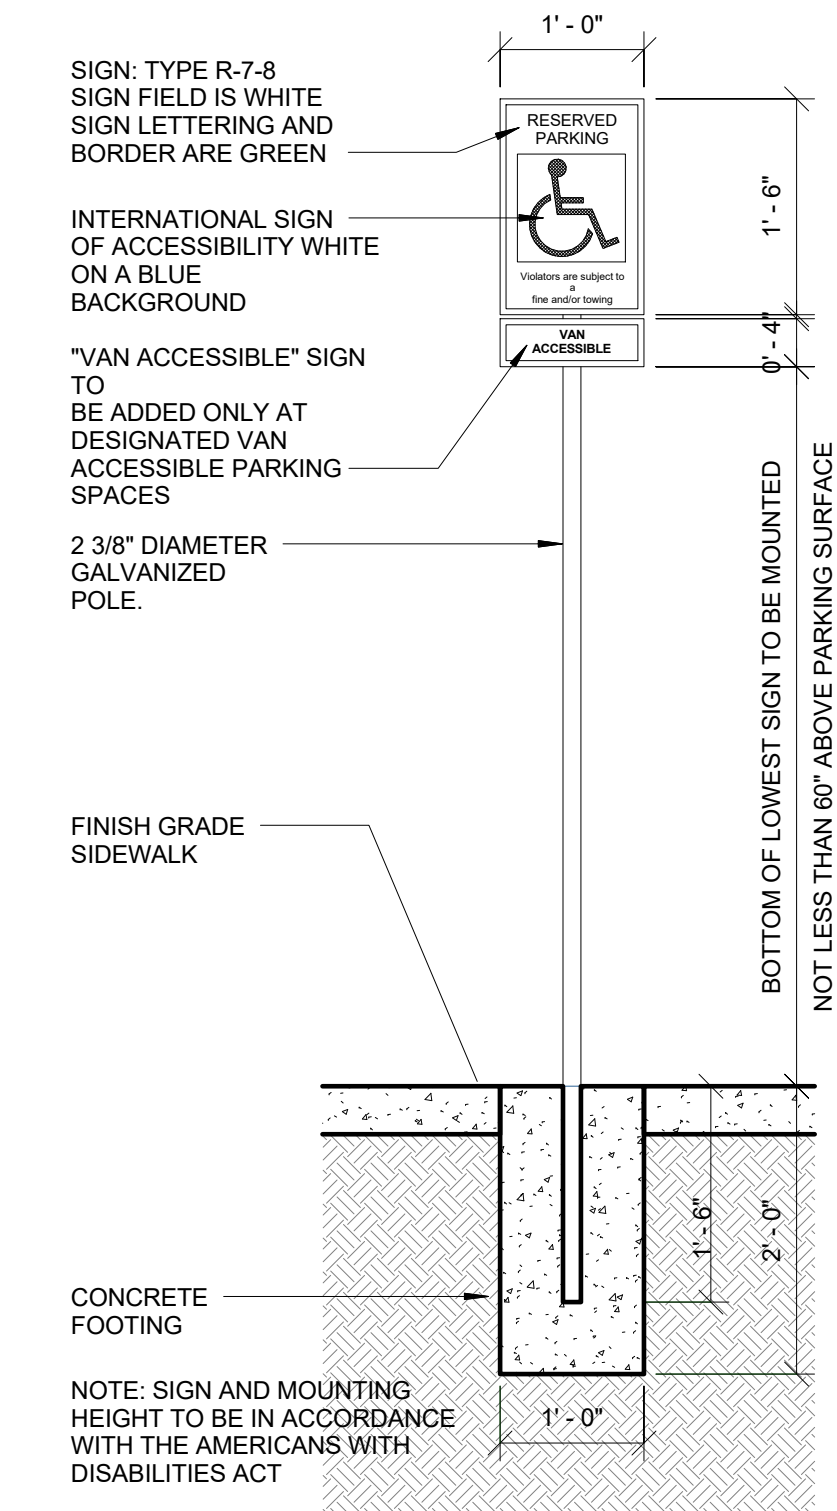 1' - 0"
SIGN: TYPE R-7-8
SIGN FIELD IS WHITE
SIGN LETTERING AND
BORDER ARE GREEN
RESERVED
PARKING
1' - 6"
INTERNATIONAL SIGN
OF ACCESSIBILITY WHITE
ON A BLUE
BACKGROUND
Violators are subject to
a
fine and/or towing
VAN
ACCESSIBLE
0' - 4"
"VAN ACCESSIBLE" SIGN
TO
BE ADDED ONLY AT
DESIGNATED VAN
ACCESSIBLE PARKING
SPACES
2 3/8" DIAMETER
GALVANIZED
POLE.
BOTTOM OF LOWEST SIGN TO BE MOUNTED
NOT LESS THAN 60" ABOVE PARKING SURFACE
FINISH GRADE
SIDEWALK
1' - 6"
2' - 0"
CONCRETE
FOOTING
NOTE: SIGN AND MOUNTING
HEIGHT TO BE IN ACCORDANCE
WITH THE AMERICANS WITH
DISABILITIES ACT
1' - 0"